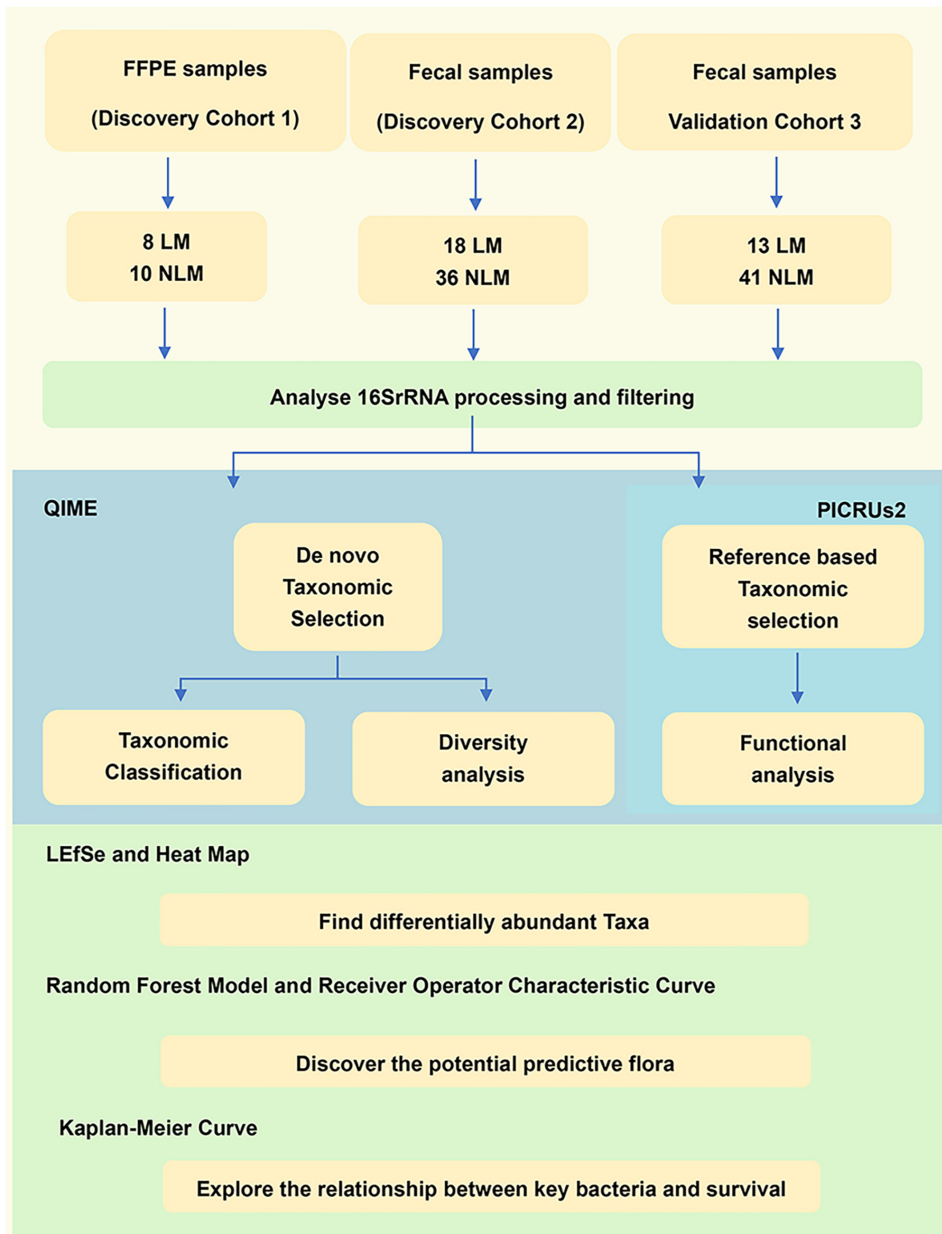 FFPE samples
(Discovery Cohort 1)
Fecal samples
(Discovery Cohort 2)
Fecal samples
Validation Cohort 3
8 LM
10 NLM
18 LM
36 NLM
13 LM
41 NLM
Analyse 16SrRNA processing and filtering
QIME
PICRUs2
De novo
Taxonomic
Selection
Reference based
Taxonomic
selection
Taxonomic
Classification
Diversity
analysis
Functional
analysis
LEfSe and Heat Map
Find differentially abundant Taxa
Random Forest Model and Receiver Operator Characteristic Curve
Discover the potential predictive flora
Kaplan-Meier Curve
Explore the relationship between key bacteria and survival